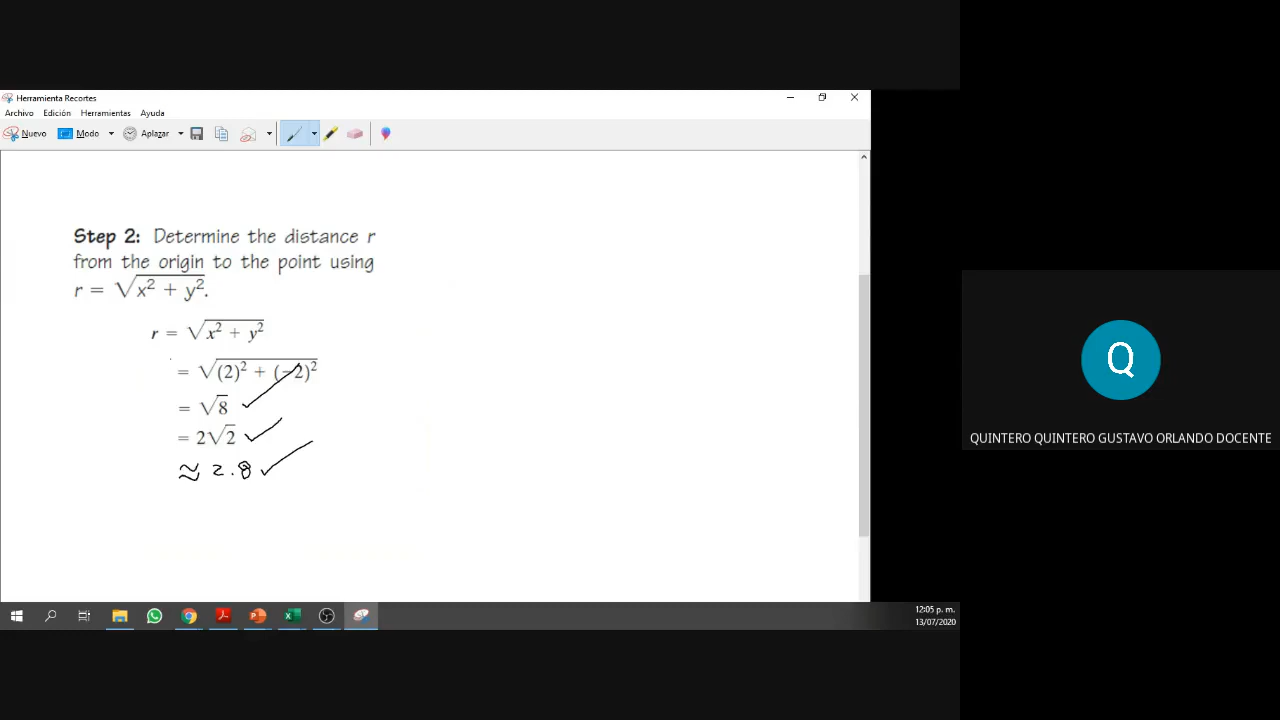 Herramienta Recortes
Archivo Edición Herramientas Ayuda
Nuevo Modo Aplazar
Step 2: Determine the distance r
from the origin to the point using
r = √(x² + y²).
r = √(x² + y²)
= √((2)² + (−2)²)
= √8
= 2√2
≈ 2.8
Q
QUINTERO QUINTERO GUSTAVO ORLANDO DOCENTE
12:05 p. m.
13/07/2020